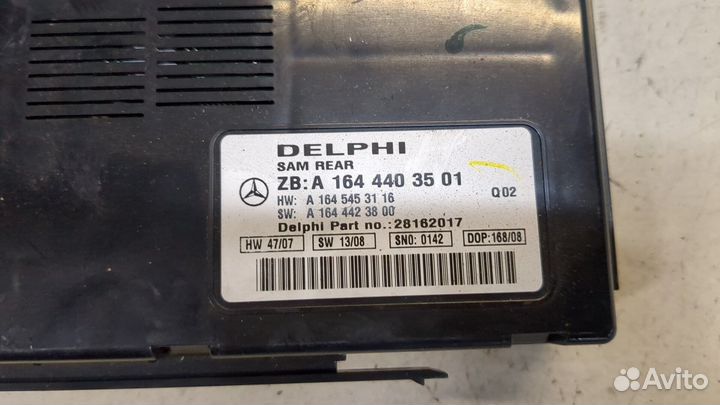 DELPHI
SAM REAR
ZB: A 164 440 35 01
Q02
HW: A 164 545 31 16
SW: A 164 442 38 00
Delphi Part no.:28162017
HW 47/07 SW 13/08 SNO: 0142 DOP:168/08
Avito